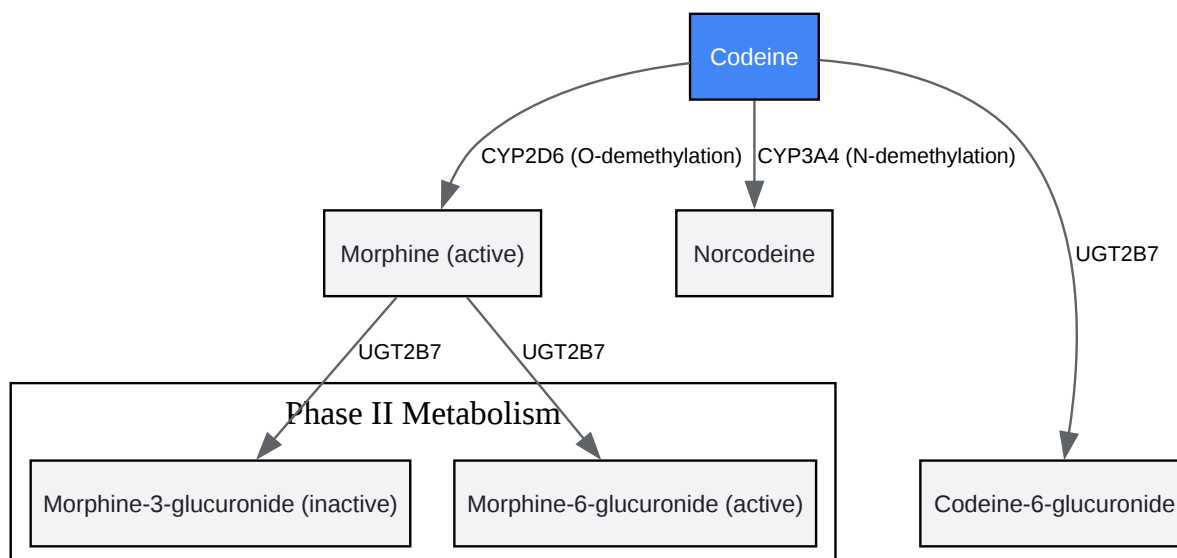 Codeine
CYP2D6 (O-demethylation)
CYP3A4 (N-demethylation)
Morphine (active)
Norcodeine
UGT2B7
UGT2B7
UGT2B7
Phase II Metabolism
Morphine-3-glucuronide (inactive)
Morphine-6-glucuronide (active)
Codeine-6-glucuronide